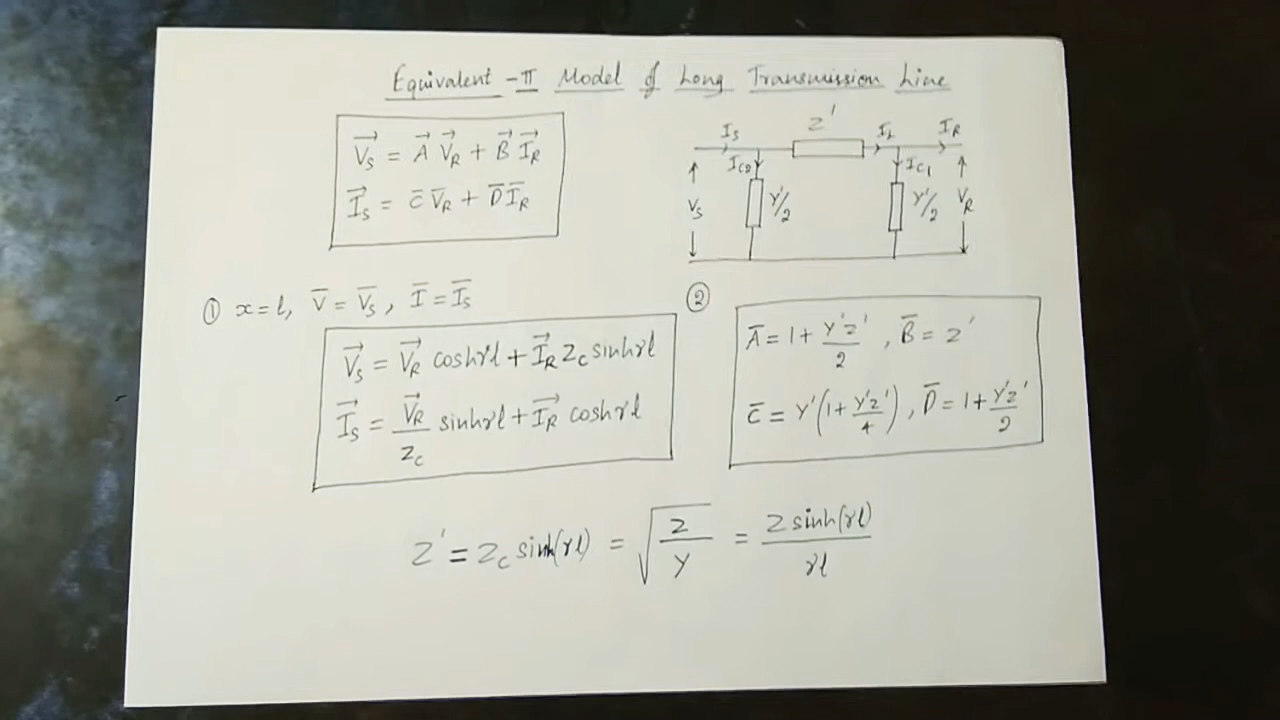 Equivalent -π Model of Long Transmission Line
V⃗s = A⃗ V⃗R + B⃗ I⃗R
I⃗s = C̅ V̅R + D̅ I̅R
Is Z' IL IR
IC2 IC1
Vs Y'/2 Y'/2 VR
① x = l, V̅ = V̅s, I̅ = I̅s
V⃗s = V⃗R coshγl + I⃗R Zc sinhγl
I⃗s = V⃗R/Zc sinhγl + I⃗R coshγl
②
A̅ = 1 + Y'Z'/2 , B̅ = Z'
C̅ = Y'(1 + Y'Z'/4) , D̅ = 1 + Y'Z'/2
Z' = Zc sinh(γl) = √(Z/Y) = Z sinh(γl)/γl